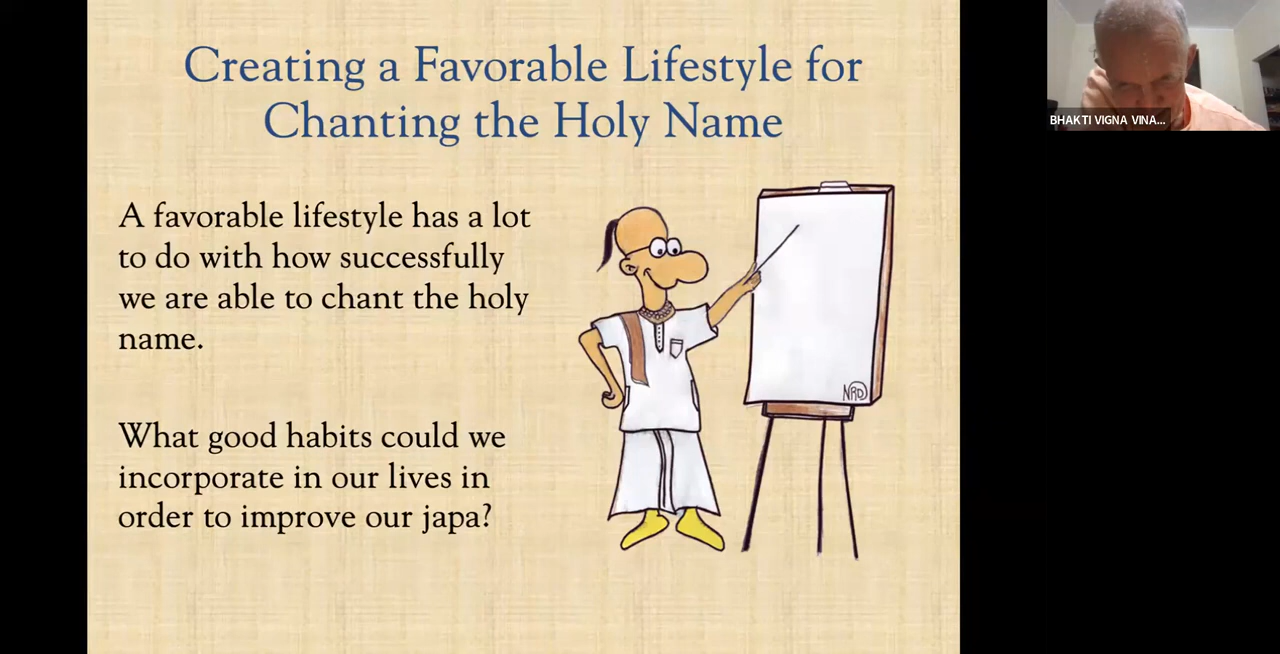 Creating a Favorable Lifestyle for
Chanting the Holy Name
A favorable lifestyle has a lot
to do with how successfully
we are able to chant the holy
name.
What good habits could we
incorporate in our lives in
order to improve our japa?
NRD
BHAKTI VIGNA VINA...